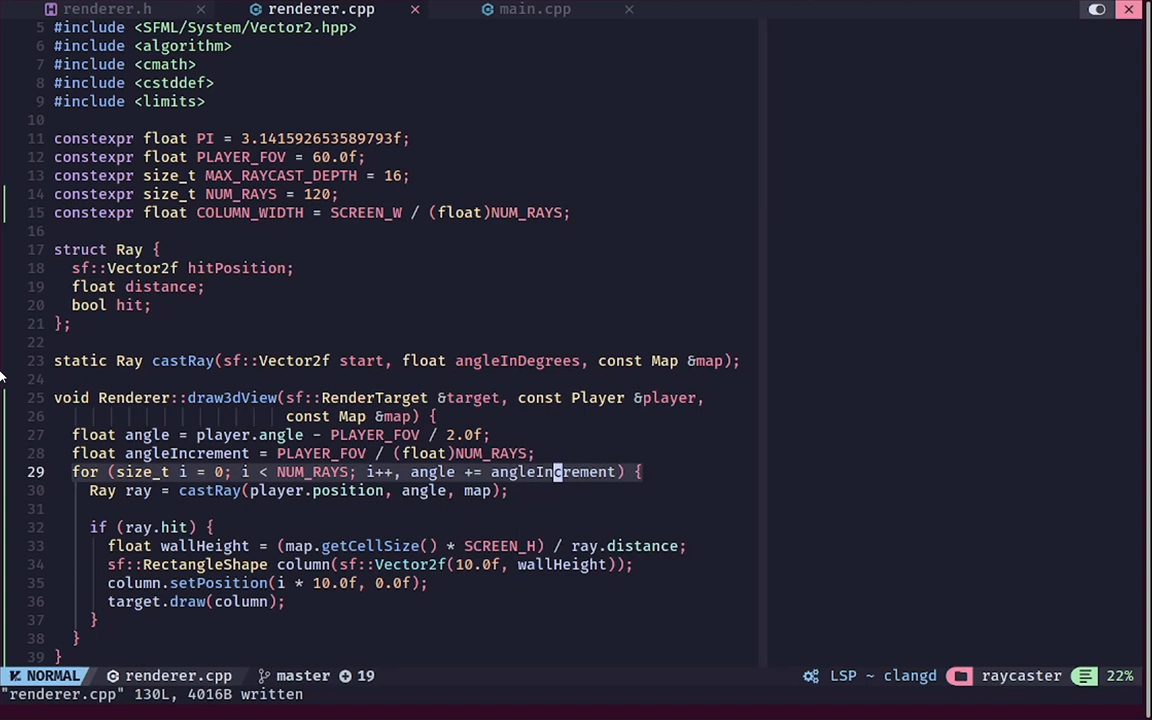 renderer.h × renderer.cpp × main.cpp ×
5 #include <SFML/System/Vector2.hpp>
6 #include <algorithm>
7 #include <cmath>
8 #include <cstddef>
9 #include <limits>
10
11 constexpr float PI = 3.141592653589793f;
12 constexpr float PLAYER_FOV = 60.0f;
13 constexpr size_t MAX_RAYCAST_DEPTH = 16;
14 constexpr size_t NUM_RAYS = 120;
15 constexpr float COLUMN_WIDTH = SCREEN_W / (float)NUM_RAYS;
16
17 struct Ray {
18   sf::Vector2f hitPosition;
19   float distance;
20   bool hit;
21 };
22
23 static Ray castRay(sf::Vector2f start, float angleInDegrees, const Map &map);
24
25 void Renderer::draw3dView(sf::RenderTarget &target, const Player &player,
26                           const Map &map) {
27   float angle = player.angle - PLAYER_FOV / 2.0f;
28   float angleIncrement = PLAYER_FOV / (float)NUM_RAYS;
29   for (size_t i = 0; i < NUM_RAYS; i++, angle += angleIncrement) {
30     Ray ray = castRay(player.position, angle, map);
31
32     if (ray.hit) {
33       float wallHeight = (map.getCellSize() * SCREEN_H) / ray.distance;
34       sf::RectangleShape column(sf::Vector2f(10.0f, wallHeight));
35       column.setPosition(i * 10.0f, 0.0f);
36       target.draw(column);
37     }
38   }
39 }
NORMAL renderer.cpp master 19 LSP ~ clangd raycaster 22%
"renderer.cpp" 130L, 4016B written